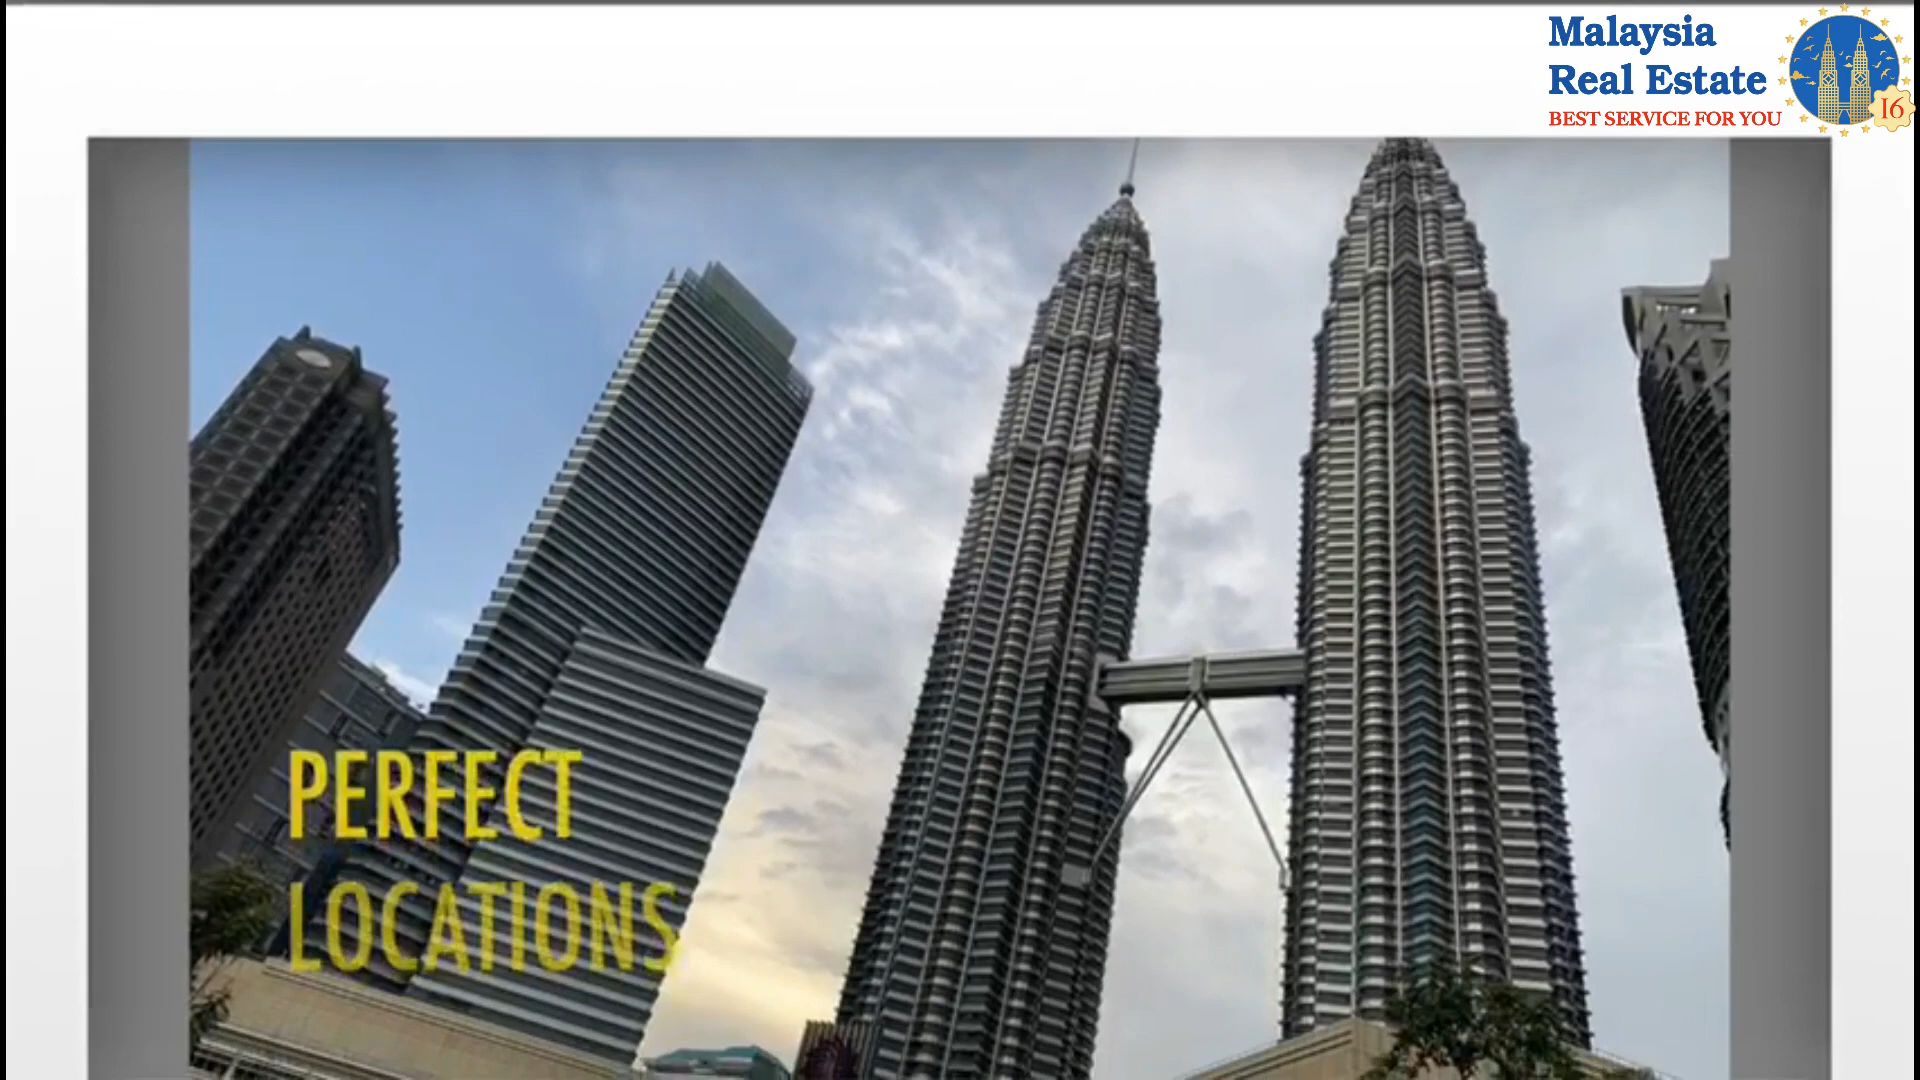 Malaysia
Real Estate
BEST SERVICE FOR YOU
16
PERFECT
LOCATIONS